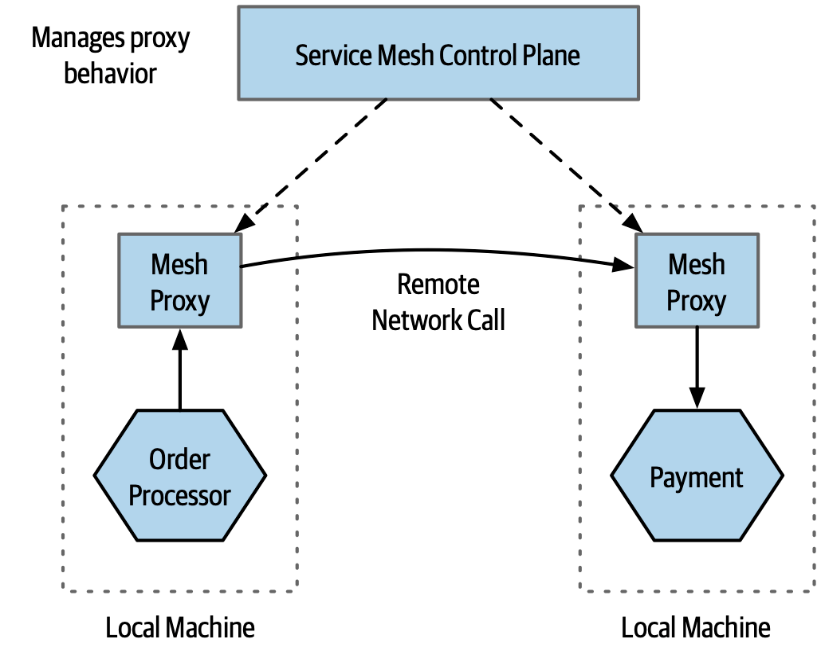 Manages proxy
behavior
Service Mesh Control Plane
Mesh
Proxy
Remote
Network Call
Mesh
Proxy
Order
Processor
Payment
Local Machine
Local Machine